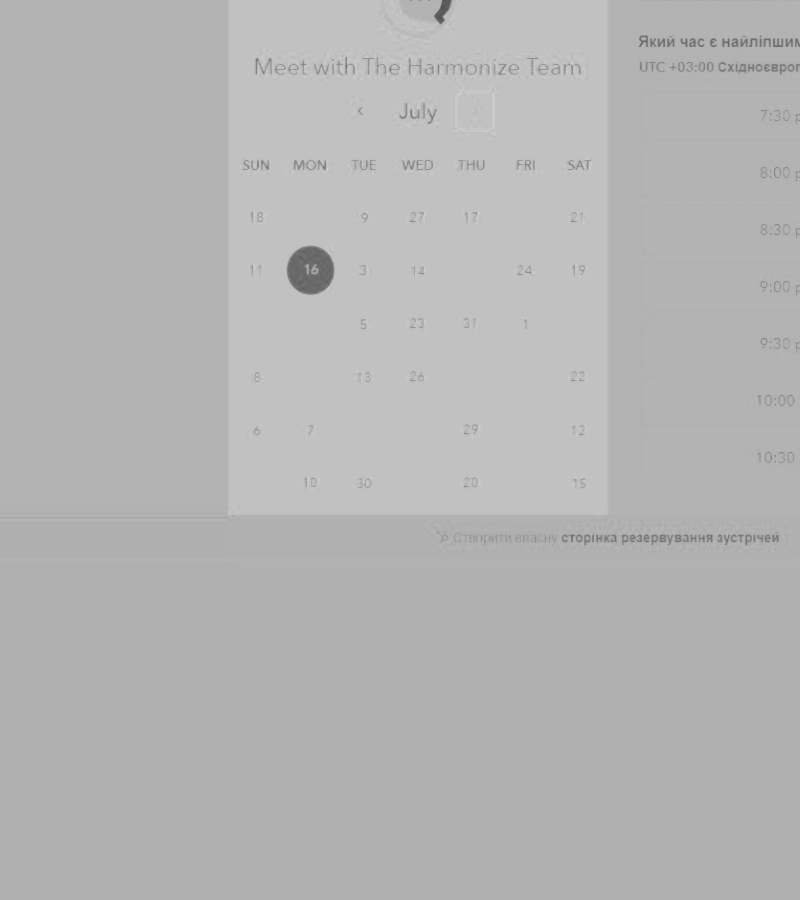 Meet with The Harmonize Team
‹ July
SUN MON TUE WED THU FRI SAT
18 9 27 17 21
11 16 3 14 24 19
5 23 31 1
8 13 26 22
6 7 29 12
10 30 20 15
Який час є
UTC +03:00
7:30
8:00
8:30
9:00
9:30
10:00
10:30
Створити власну сторінка резервування зустрічей